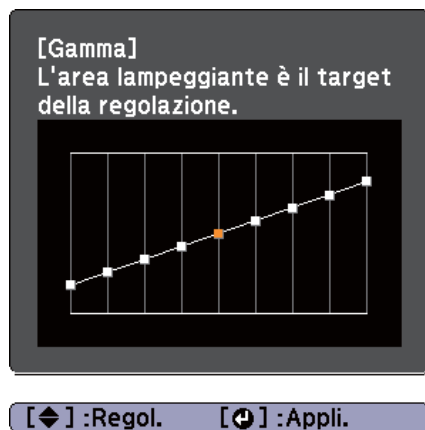 [Gamma]
L'area lampeggiante è il target
della regolazione.
[◆] :Regol. [↵] :Appli.